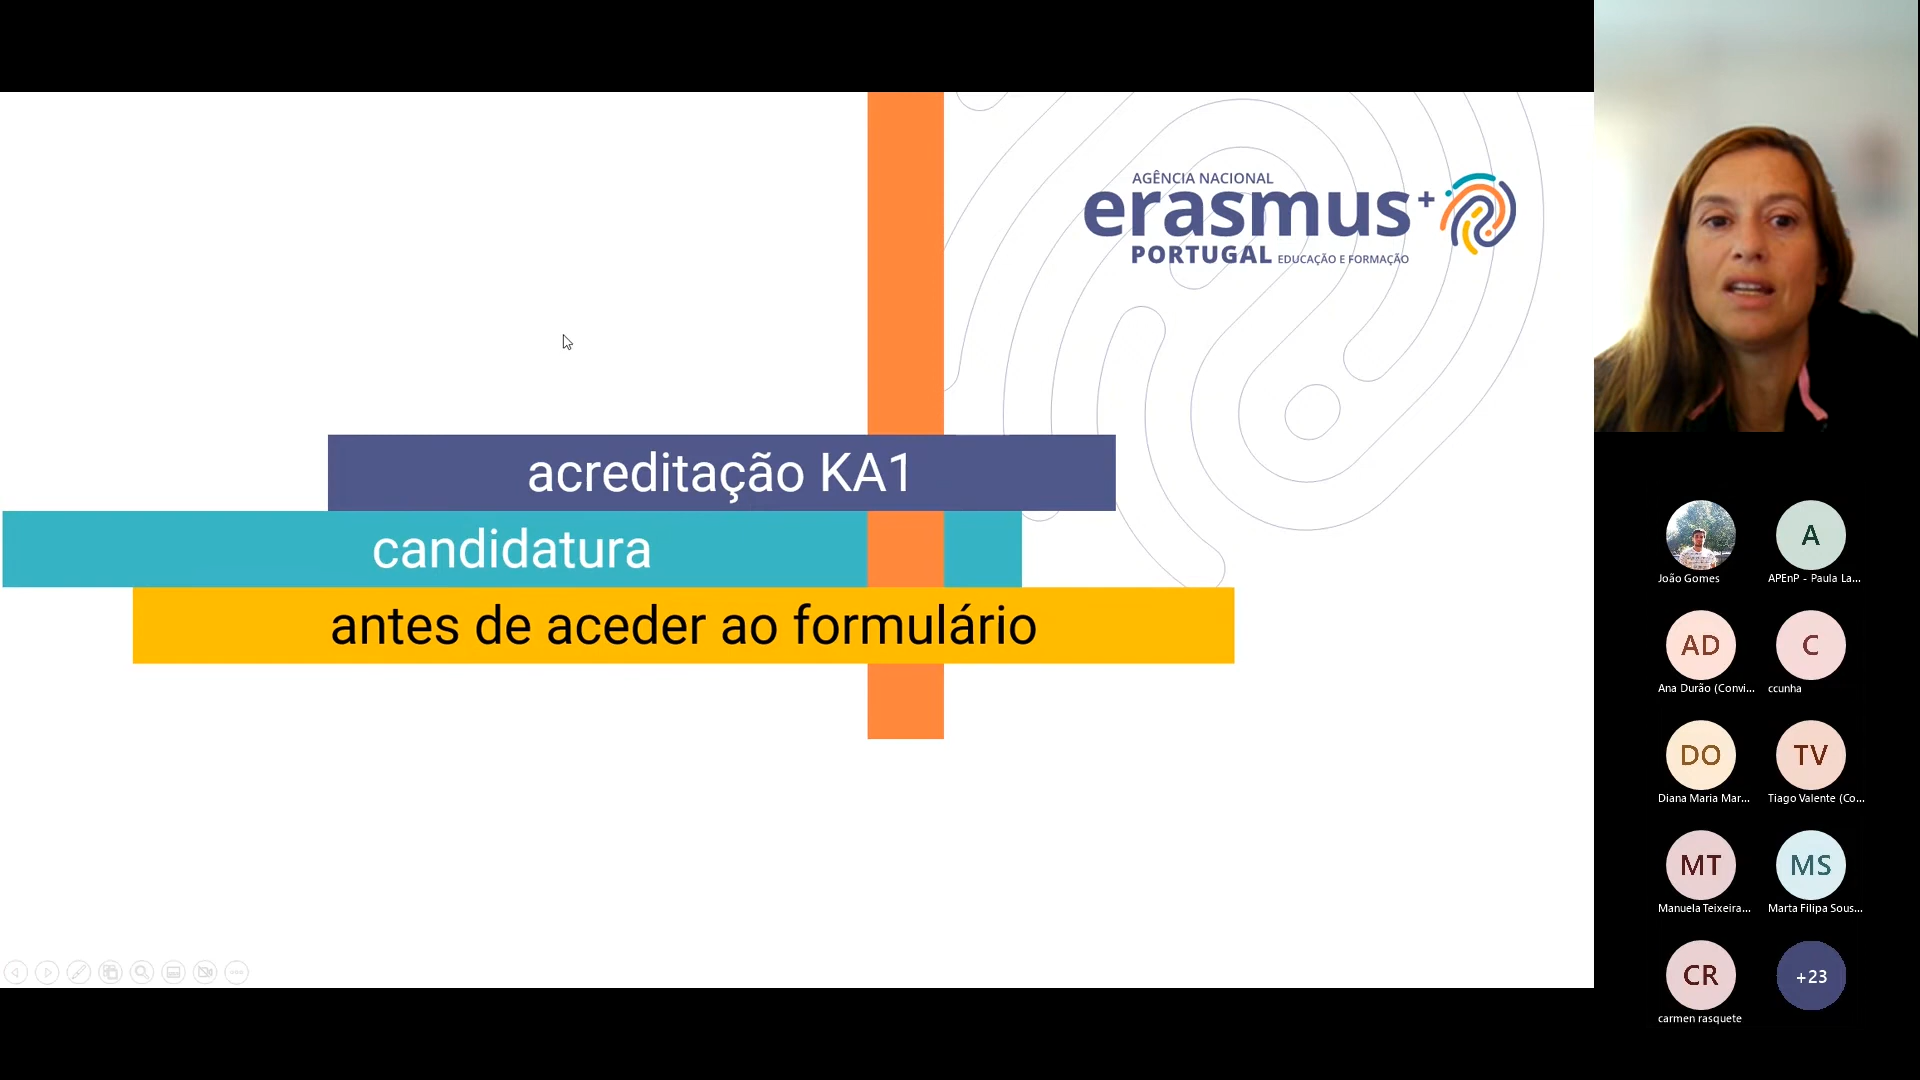 AGÊNCIA NACIONAL
erasmus+
PORTUGAL EDUCAÇÃO E FORMAÇÃO
acreditação KA1
candidatura
antes de aceder ao formulário
João Gomes
A
APEnP - Paula La...
AD
Ana Durão (Convi...
C
ccunha
DO
Diana Maria Mar...
TV
Tiago Valente (Co...
MT
Manuela Teixeira...
MS
Marta Filipa Sous...
CR
carmen rasquete
+23